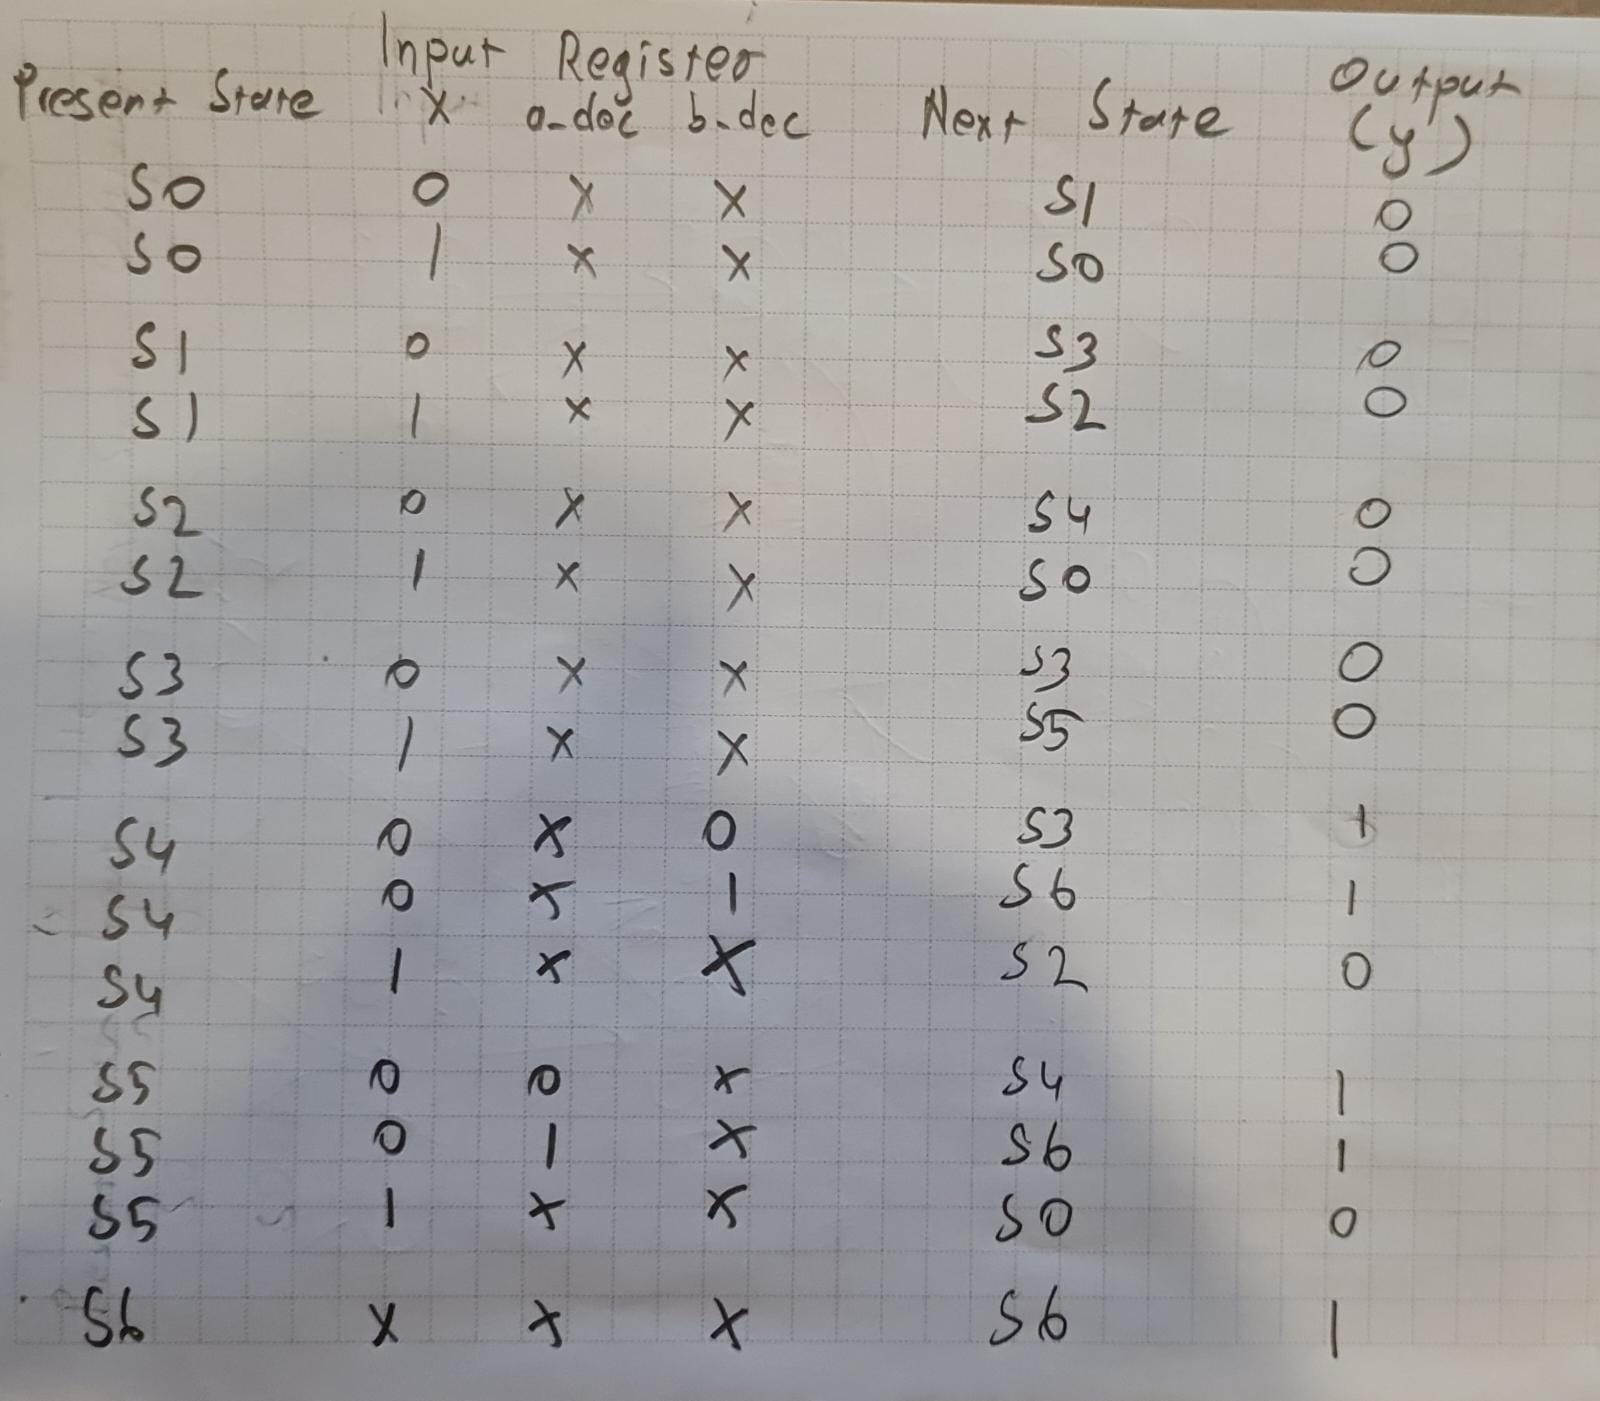 Input Register Output
Present State X a_dec b_dec Next State (y)
S0 0 X X S1 0
S0 1 X X S0 0
S1 0 X X S3 0
S1 1 X X S2 0
S2 0 X X S4 0
S2 1 X X S0 0
S3 0 X X S3 0
S3 1 X X S5 0
S4 0 X 0 S3 1
S4 0 X 1 S6 1
S4 1 X X S2 0
S5 0 0 X S4 1
S5 0 1 X S6 1
S5 1 X X S0 0
S6 X X X S6 1